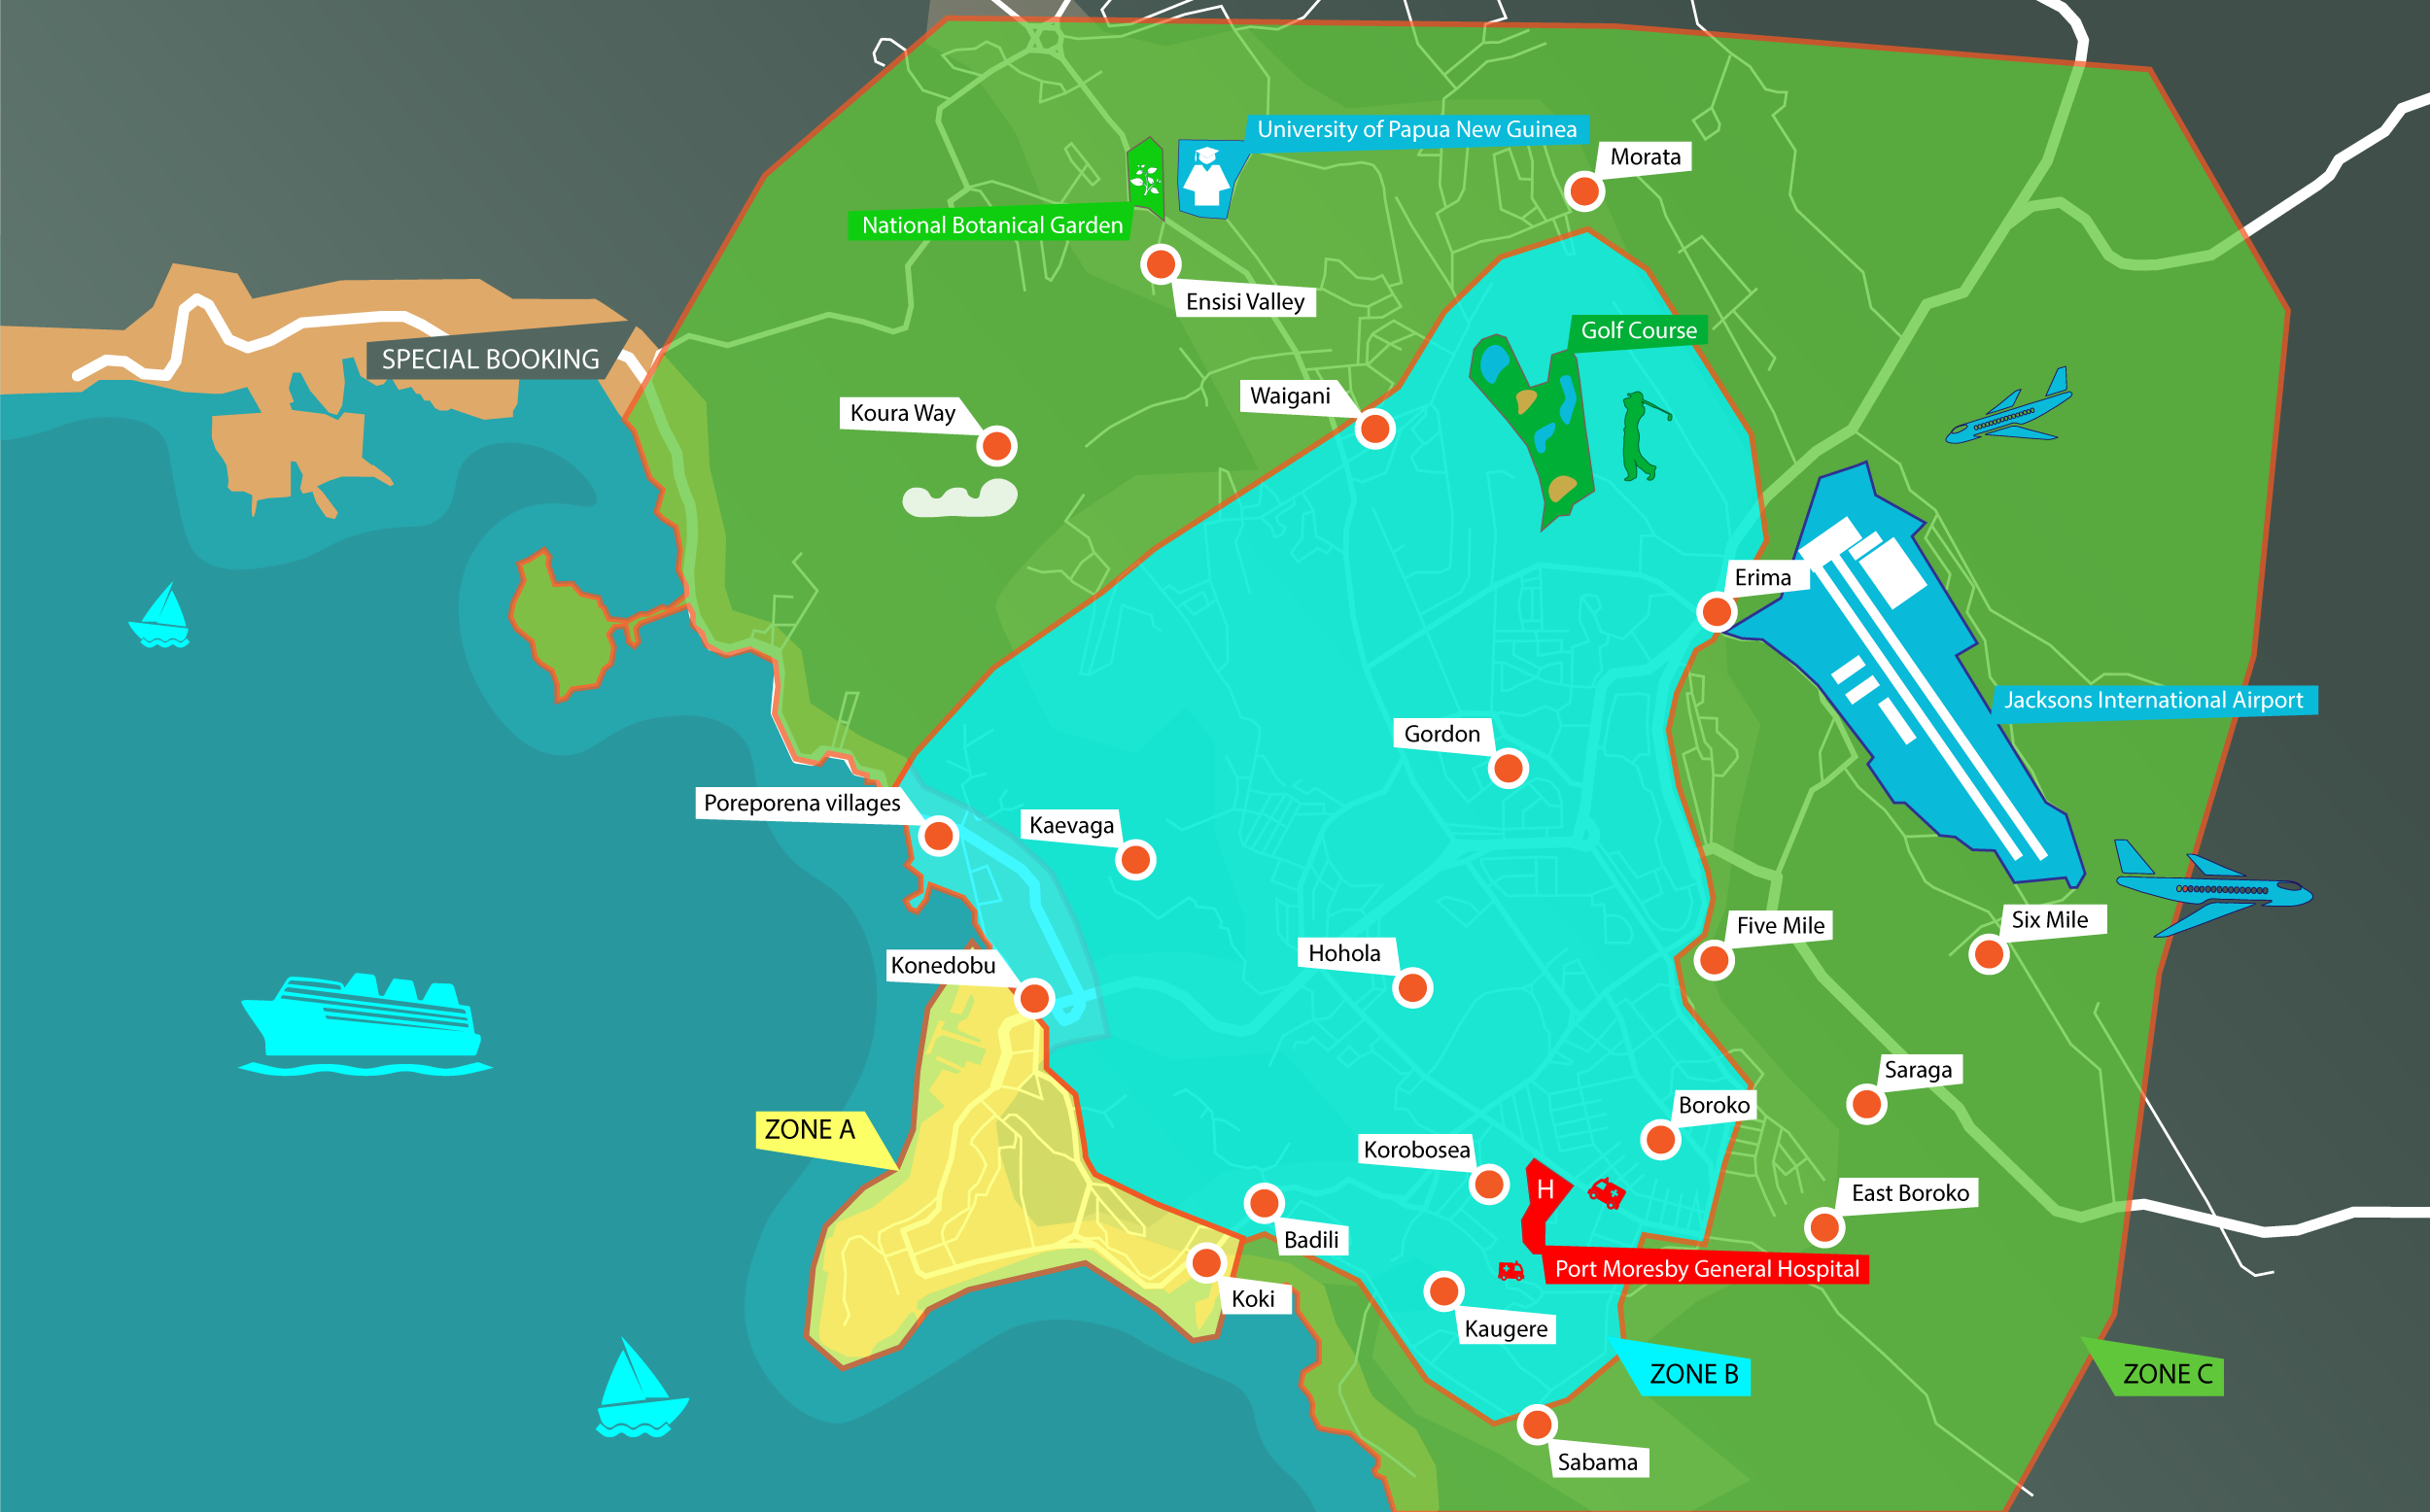 University of Papua New Guinea
Morata
National Botanical Garden
Ensisi Valley
Golf Course
SPECIAL BOOKING
Waigani
Koura Way
Erima
Jacksons International Airport
Gordon
Poreporena villages
Kaevaga
Six Mile
Five Mile
Hohola
Konedobu
Saraga
Boroko
ZONE A
Korobosea
H
East Boroko
Badili
Port Moresby General Hospital
Koki
Kaugere
ZONE B
ZONE C
Sabama